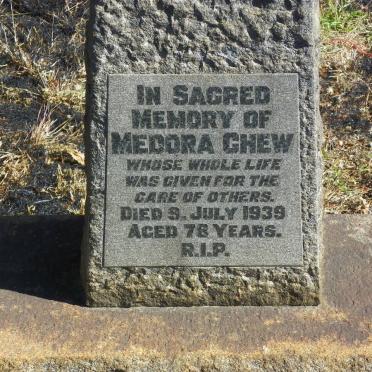 IN SACRED
MEMORY OF
MEDORA CHEW
WHOSE WHOLE LIFE
WAS GIVEN FOR THE
CARE OF OTHERS.
DIED 9. JULY 1939
AGED 78 YEARS.
R.I.P.